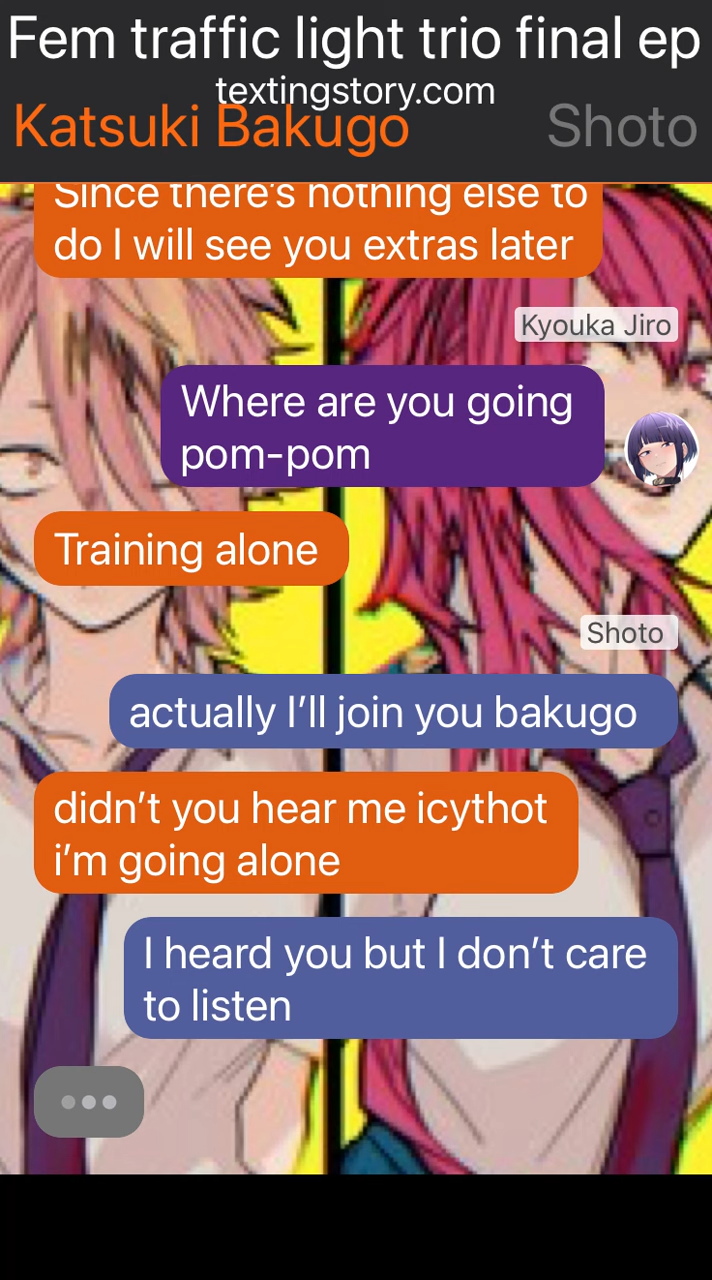 Fem traffic light trio final ep
textingstory.com
Katsuki Bakugo
Shoto
Since there's nothing else to
do I will see you extras later
Kyouka Jiro
Where are you going
pom-pom
Training alone
Shoto
actually I'll join you bakugo
didn't you hear me icythot
i'm going alone
I heard you but I don't care
to listen